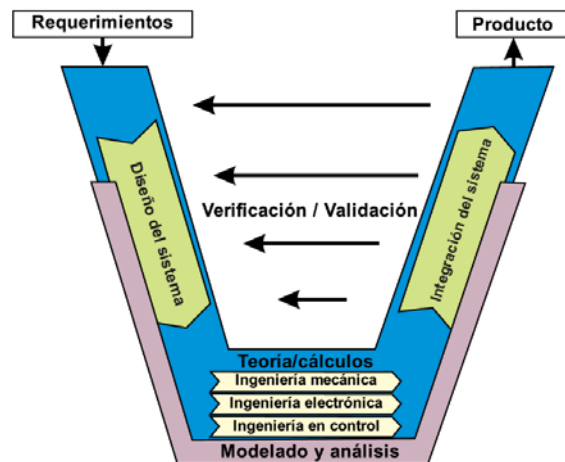 Requerimientos
Producto
Diseño del sistema
Verificación / Validación
Integración del sistema
Teoría/cálculos
Ingeniería mecánica
Ingeniería electrónica
Ingeniería en control
Modelado y análisis